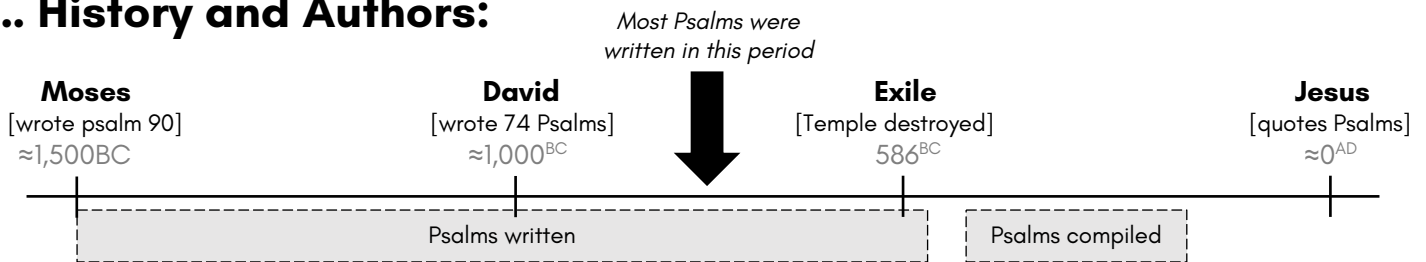 .. History and Authors:
Most Psalms were
written in this period
Moses
[wrote psalm 90]
≈1,500BC
David
[wrote 74 Psalms]
≈1,000BC
Exile
[Temple destroyed]
586BC
Jesus
[quotes Psalms]
≈0AD
Psalms written
Psalms compiled